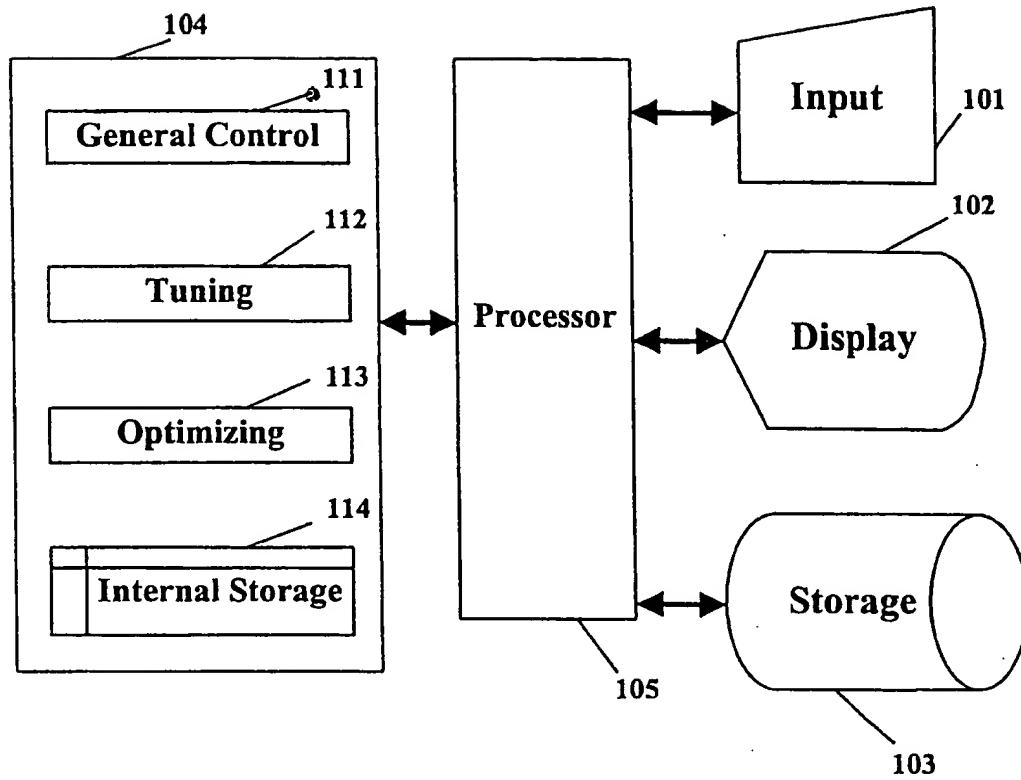 104
111
General Control
112
Tuning
113
Optimizing
114
Internal Storage
Processor
105
Input
101
102
Display
Storage
103